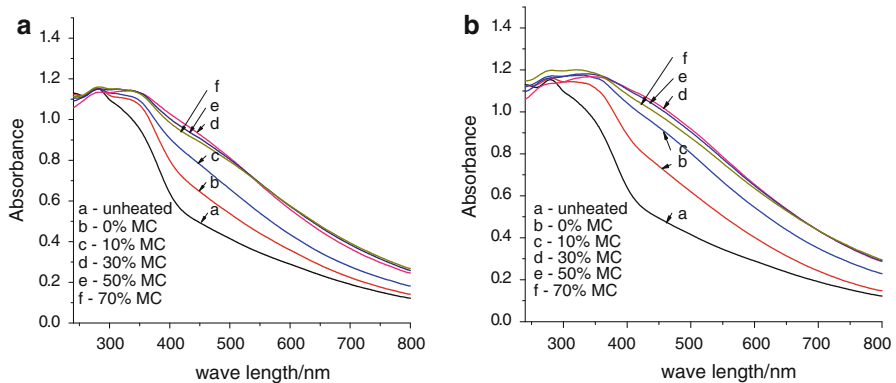 a
1.4
1.2
1.0
0.8
0.6
0.4
0.2
0.0
Absorbance
f
e
d
c
b
a
a - unheated
b - 0% MC
c - 10% MC
d - 30% MC
e - 50% MC
f - 70% MC
300 400 500 600 700 800
wave length/nm
b
1.4
1.2
1.0
0.8
0.6
0.4
0.2
0.0
Absorbance
f
e
d
c
b
a
a - unheated
b - 0% MC
c - 10% MC
d - 30% MC
e - 50% MC
f - 70% MC
300 400 500 600 700 800
wave length/nm